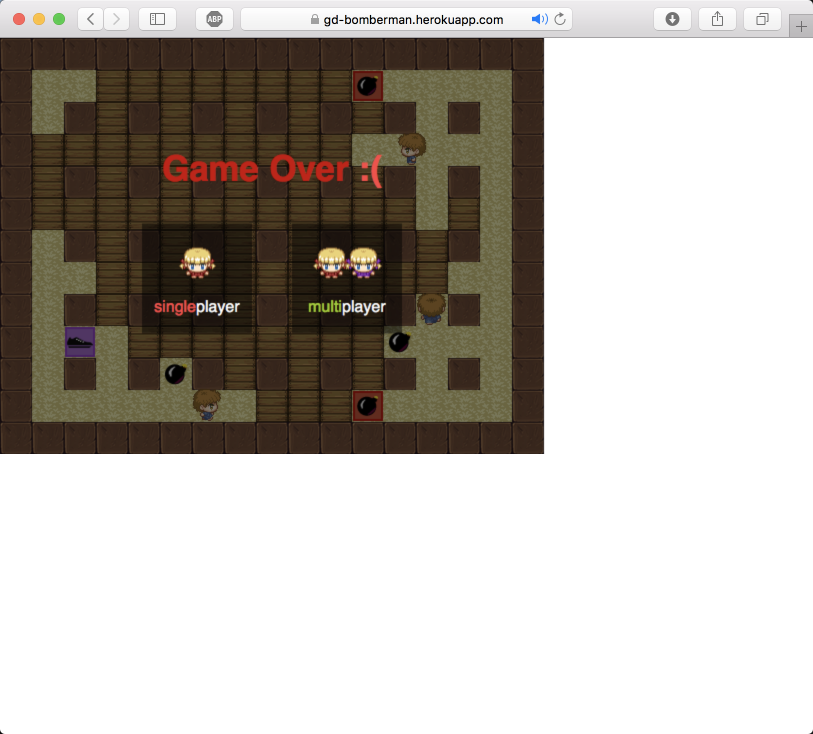 ABP
gd-bomberman.herokuapp.com
Game Over :(
singleplayer
multiplayer